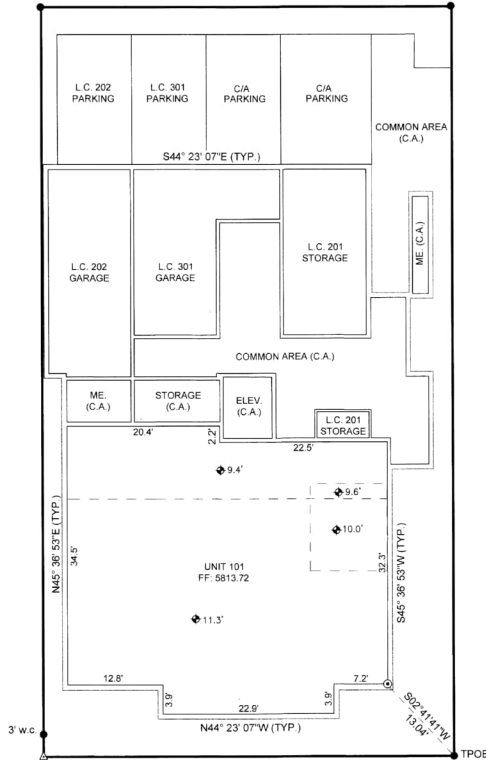 L.C. 202
PARKING
L.C. 301
PARKING
C/A
PARKING
C/A
PARKING
COMMON AREA
(C.A.)
S44° 23' 07"E (TYP.)
ME. (C.A.)
L.C. 202
GARAGE
L.C. 301
GARAGE
L.C. 201
STORAGE
COMMON AREA (C.A.)
ME.
(C.A.)
STORAGE
(C.A.)
ELEV.
(C.A.)
L.C. 201
STORAGE
20.4'
2.2'
22.5'
9.4'
9.6'
10.0'
N45° 36' 53"E (TYP.)
34.5'
32.3'
S45° 36' 53"W (TYP.)
UNIT 101
FF: 5813.72
11.3'
12.8'
3.9'
22.9'
3.9'
7.2'
N44° 23' 07"W (TYP.)
S02°41'41"W
13.04'
3' w.c.
TPOB